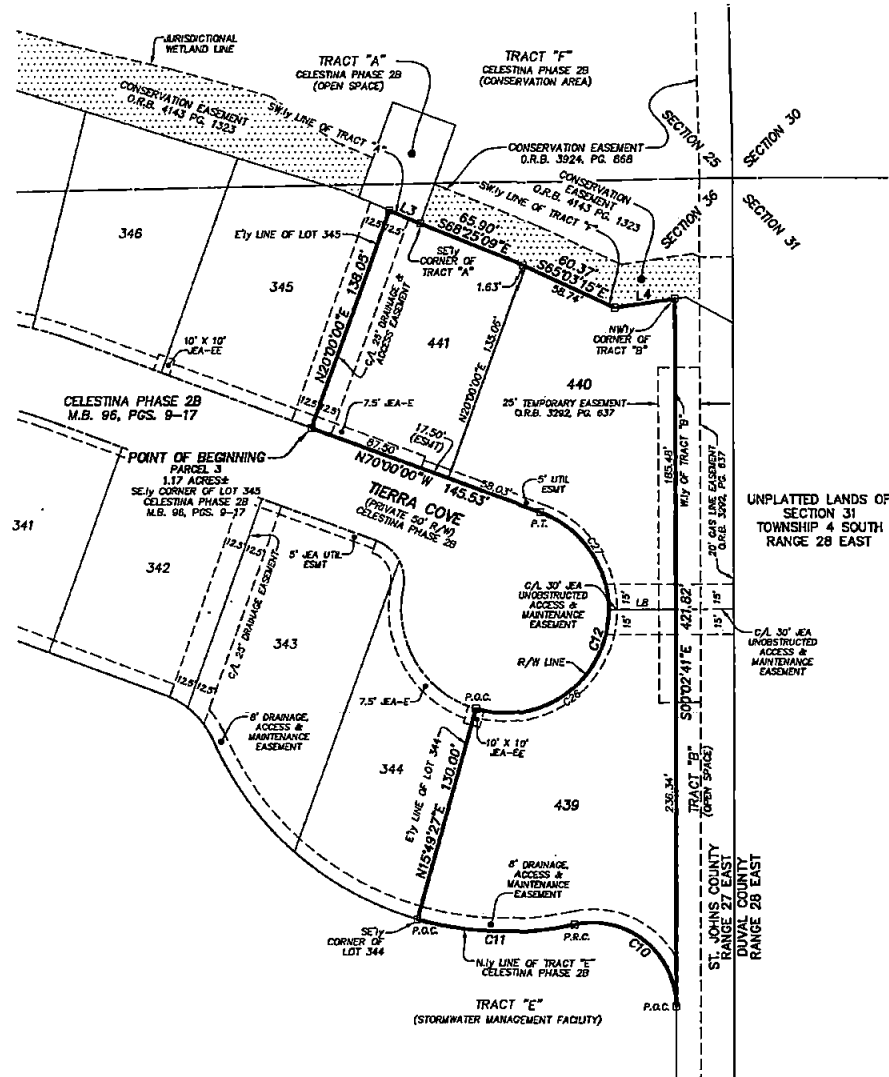 JURISDICTIONAL
WETLAND LINE
TRACT "A"
CELESTINA PHASE 2B
(OPEN SPACE)
TRACT "F"
CELESTINA PHASE 2B
(CONSERVATION AREA)
CONSERVATION EASEMENT
O.R.B. 4143 PG. 1323
SW.ly LINE OF TRACT "A"
CONSERVATION EASEMENT
O.R.B. 3924, PG. 668
SECTION 25
SECTION 30
SECTION 36
SECTION 31
CONSERVATION
EASEMENT
O.R.B. 4143 PG. 1323
SW.ly LINE OF TRACT "F"
L3
65.90'
S68°25'09"E
60.37'
S65°03'15"E
58.74'
1.63'
L4
SE'ly
CORNER OF
TRACT "A"
NW'ly
CORNER OF
TRACT "B"
346
E'ly LINE OF LOT 345
12.5' 12.5'
345
N20°00'00"E 138.05'
C/L 25' DRAINAGE &
ACCESS EASEMENT
441
N20°00'00"E 135.05'
440
25' TEMPORARY EASEMENT
O.R.B. 3292, PG. 637
10' X 10'
JEA-EE
CELESTINA PHASE 2B
M.B. 96, PGS. 9-17
12.5' 12.5'
7.5' JEA-E
17.50'
(ESMT)
87.50'
N70°00'00"W 145.53'
58.03'
5' UTIL
ESMT
P.T.
POINT OF BEGINNING
PARCEL 3
1.17 ACRES±
SE.ly CORNER OF LOT 345
CELESTINA PHASE 2B
M.B. 96, PGS. 9-17
TIERRA COVE
(PRIVATE 50' R/W)
CELESTINA PHASE 2B
185.48'
W.ly OF TRACT "B"
20' GAS LINE EASEMENT
O.R.B. 3292, PG. 637
UNPLATTED LANDS OF
SECTION 31
TOWNSHIP 4 SOUTH
RANGE 28 EAST
341
342
12.5' 12.5'
5' JEA UTIL
ESMT
C/L 25' DRAINAGE EASEMENT
343
12.5' 12.5'
C27
C/L 30' JEA
UNOBSTRUCTED
ACCESS &
MAINTENANCE
EASEMENT
15'
15'
L8
15'
15'
C12
R/W LINE
C26
C/L 30' JEA
UNOBSTRUCTED
ACCESS &
MAINTENANCE
EASEMENT
S00°02'41"E 421.82'
7.5' JEA-E
P.O.C.
10' X 10'
JEA-EE
8' DRAINAGE,
ACCESS &
MAINTENANCE
EASEMENT
344
E'ly LINE OF LOT 344
N15°49'27"E 130.00'
439
236.34'
TRACT "B"
(OPEN SPACE)
8' DRAINAGE,
ACCESS &
MAINTENANCE
EASEMENT
SE'ly
CORNER OF
LOT 344
P.O.C.
C11
P.R.C.
C10
N.ly LINE OF TRACT "E"
CELESTINA PHASE 2B
ST. JOHNS COUNTY
RANGE 27 EAST
DUVAL COUNTY
RANGE 28 EAST
TRACT "E"
(STORMWATER MANAGEMENT FACILITY)
P.O.C.